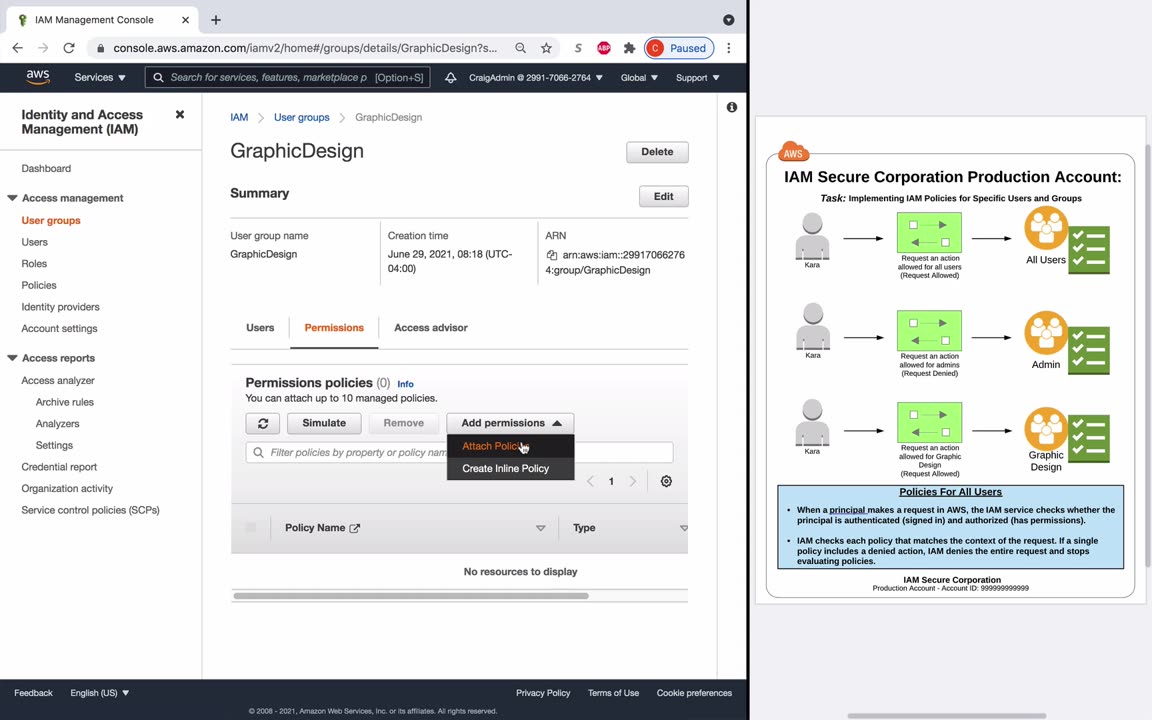 IAM Management Console
console.aws.amazon.com/iamv2/home#/groups/details/GraphicDesign?s...
S
ABP
C Paused
aws
Services
Search for services, features, marketplace p [Option+S]
CraigAdmin @ 2991-7066-2764
Global
Support
Identity and Access
Management (IAM)
Dashboard
Access management
User groups
Users
Roles
Policies
Identity providers
Account settings
Access reports
Access analyzer
Archive rules
Analyzers
Settings
Credential report
Organization activity
Service control policies (SCPs)
IAM
User groups
GraphicDesign
GraphicDesign
Delete
Summary
Edit
User group name
GraphicDesign
Creation time
June 29, 2021, 08:18 (UTC-
04:00)
ARN
arn:aws:iam::29917066276
4:group/GraphicDesign
Users
Permissions
Access advisor
Permissions policies (0) Info
You can attach up to 10 managed policies.
Simulate
Remove
Add permissions
Attach
Create Inline Policy
Filter policies by property or policy nam
1
Policy Name
Type
No resources to display
Feedback
English (US)
Privacy Policy
Terms of Use
Cookie preferences
© 2008 - 2021, Amazon Web Services, Inc. or its affiliates. All rights reserved.
AWS
IAM Secure Corporation Production Account:
Task: Implementing IAM Policies for Specific Users and Groups
Kara
Request an action
allowed for all users
(Request Allowed)
All Users
Kara
Request an action
allowed for admins
(Request Denied)
Admin
Kara
Request an action
allowed for Graphic
Design
(Request Allowed)
Graphic
Design
Policies For All Users
• When a principal makes a request in AWS, the IAM service checks whether the
principal is authenticated (signed in) and authorized (has permissions).
• IAM checks each policy that matches the context of the request. If a single
policy includes a denied action, IAM denies the entire request and stops
evaluating policies.
IAM Secure Corporation
Production Account - Account ID: 999999999999